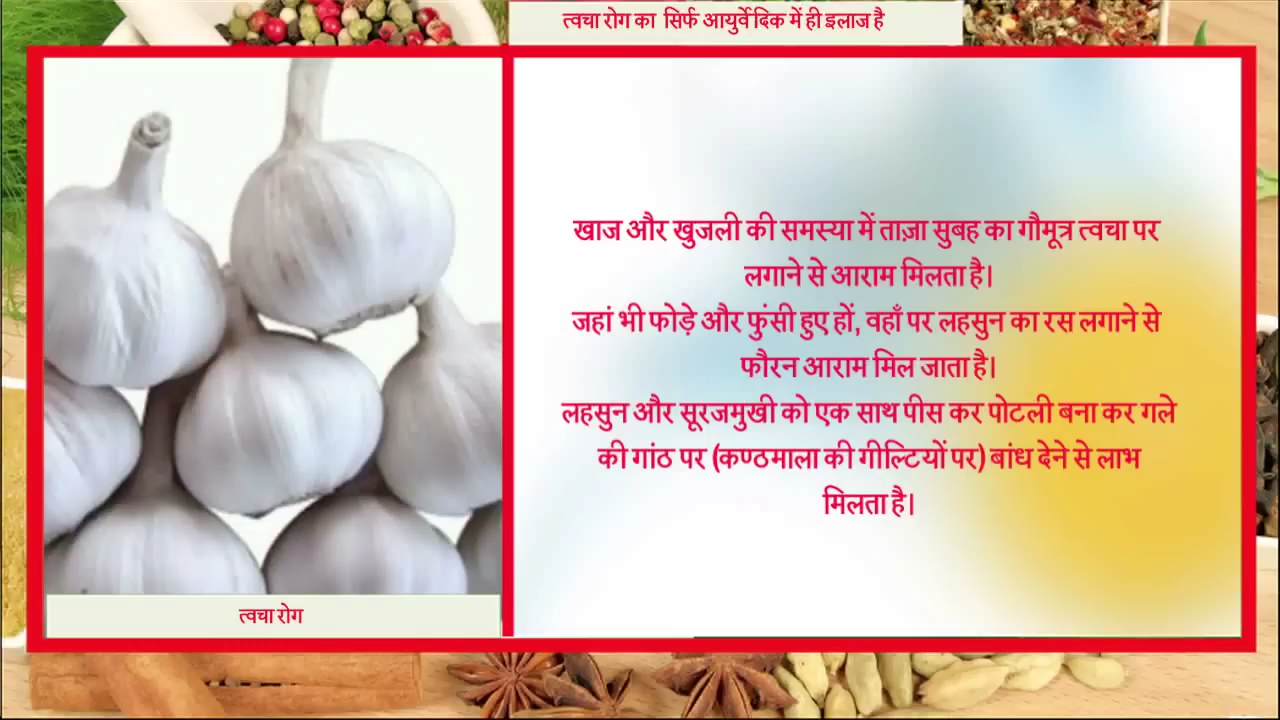 त्वचा रोग का सिर्फ आयुर्वेदिक में ही इलाज है
खाज और खुजली की समस्या में ताज़ा सुबह का गौमूत्र त्वचा पर
लगाने से आराम मिलता है।
जहां भी फोड़े और फुंसी हुए हों, वहाँ पर लहसुन का रस लगाने से
फौरन आराम मिल जाता है।
लहसुन और सूरजमुखी को एक साथ पीस कर पोटली बना कर गले
की गांठ पर (कण्ठमाला की गील्टियों पर) बांध देने से लाभ
मिलता है।
त्वचा रोग